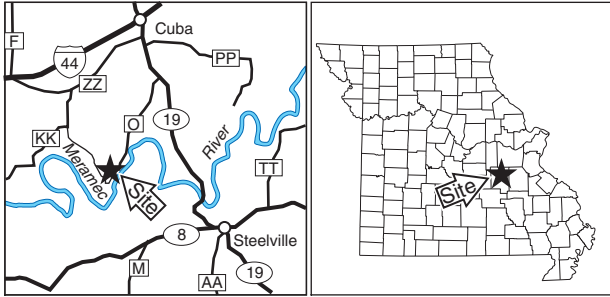 Cuba
F
44
PP
ZZ
O
19
River
KK
Meramec
TT
Site
8
Steelville
M
AA
19
Site